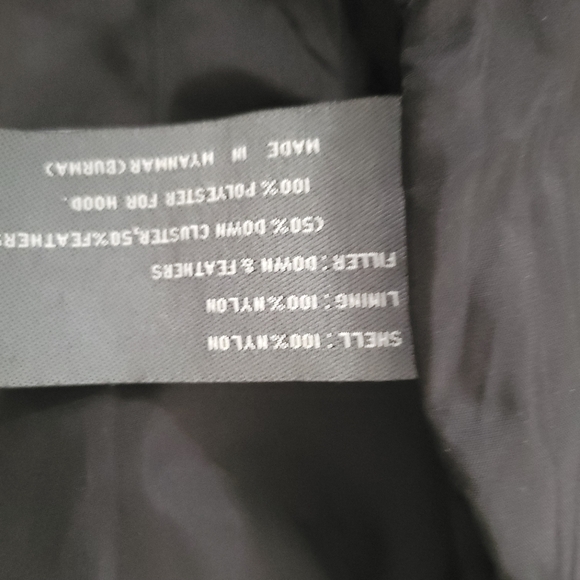 SHELL:100%NYLON
LINING:100%NYLON
FILLER:DOWN & FEATHERS
(50% DOWN CLUSTER,50%FEATHERS
100% POLYESTER FOR HOOD.
MADE IN MYANMAR(BURMA)